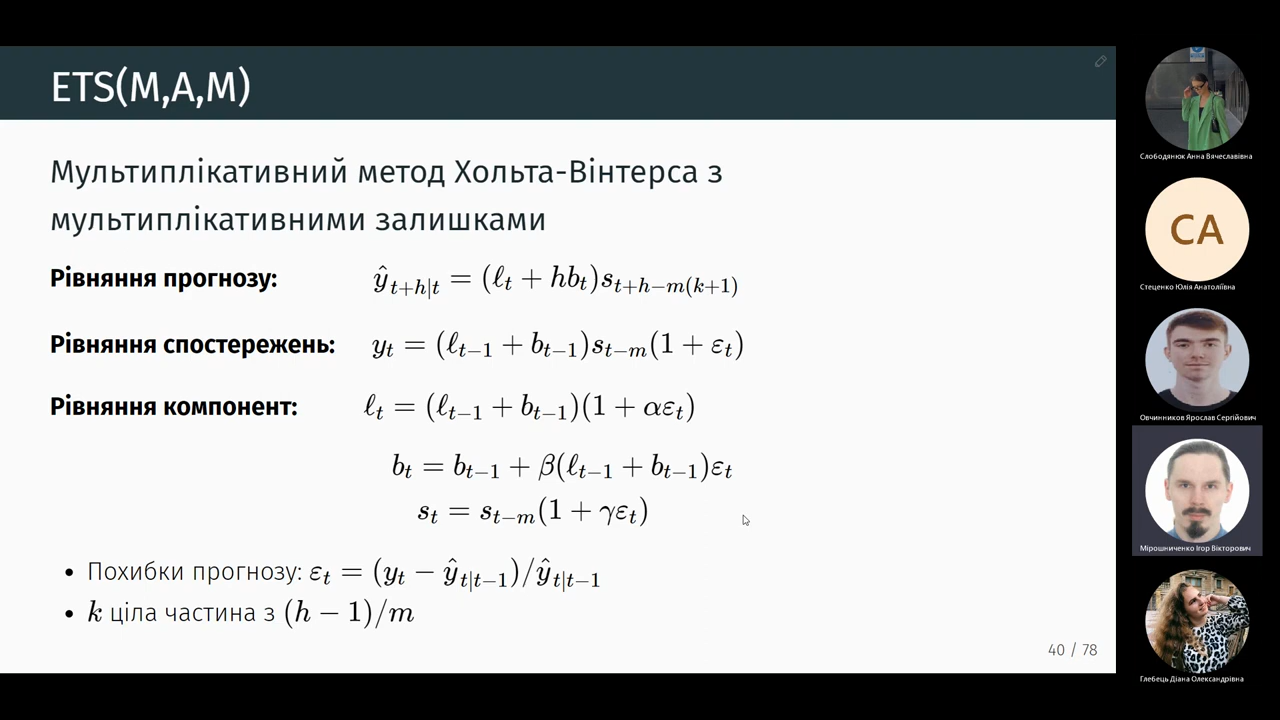 ETS(M,A,M)
Мультиплікативний метод Хольта-Вінтерса з
мультиплікативними залишками
Рівняння прогнозу: ŷ_{t+h|t} = (ℓ_t + hb_t)s_{t+h−m(k+1)}
Рівняння спостережень: y_t = (ℓ_{t−1} + b_{t−1})s_{t−m}(1 + ε_t)
Рівняння компонент: ℓ_t = (ℓ_{t−1} + b_{t−1})(1 + αε_t)
b_t = b_{t−1} + β(ℓ_{t−1} + b_{t−1})ε_t
s_t = s_{t−m}(1 + γε_t)
• Похибки прогнозу: ε_t = (y_t − ŷ_{t|t−1})/ŷ_{t|t−1}
• k ціла частина з (h − 1)/m
40 / 78
Слободянюк Анна Вячеславівна
СА
Стеценко Юлія Анатоліївна
Овчинников Ярослав Сергійович
Мірошниченко Ігор Вікторович
Глебець Діана Олександрівна